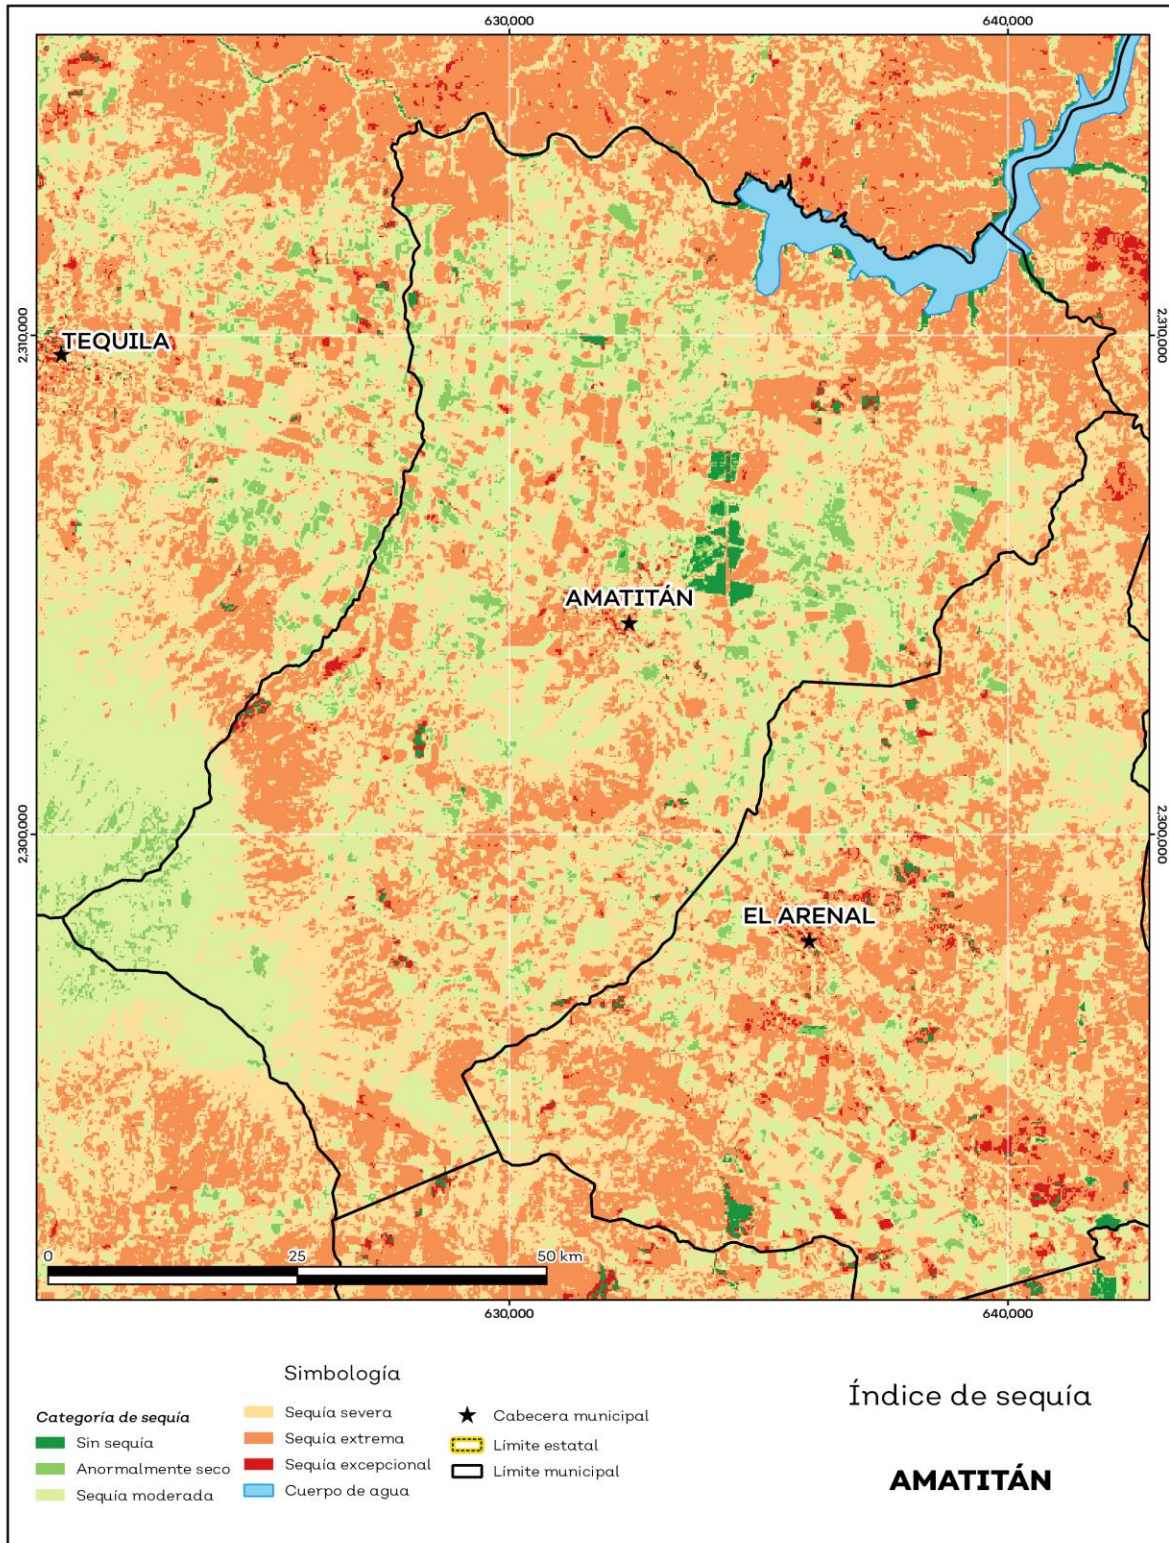 630,000 640,000
2,310,000 2,310,000
TEQUILA
AMATITÁN
2,300,000 2,300,000
EL ARENAL
0 25 50 km
630,000 640,000
Simbología
Categoría de sequía
Sin sequía
Anormalmente seco
Sequía moderada
Sequía severa
Sequía extrema
Sequía excepcional
Cuerpo de agua
Cabecera municipal
Límite estatal
Límite municipal
Índice de sequía
AMATITÁN